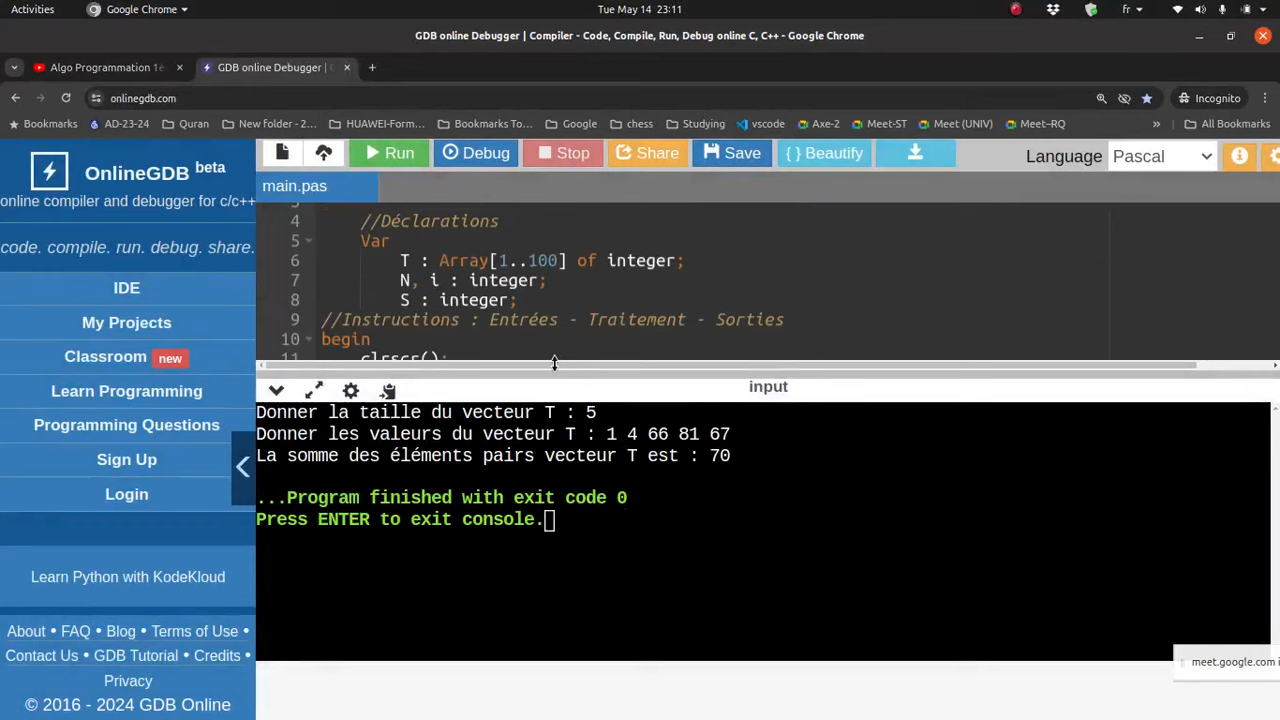 Activities Google Chrome Tue May 14 23:11 fr
GDB online Debugger | Compiler - Code, Compile, Run, Debug online C, C++ - Google Chrome
Algo Programmation 1è GDB online Debugger |
onlinegdb.com Incognito
Bookmarks AD-23-24 Quran New folder - 2... HUAWEI-Form... Bookmarks To... Google chess Studying vscode Axe-2 Meet-ST Meet (UNIV) Meet–RQ » All Bookmarks
OnlineGDB beta
online compiler and debugger for c/c++
code. compile. run. debug. share.
IDE
My Projects
Classroom new
Learn Programming
Programming Questions
Sign Up
Login
Learn Python with KodeKloud
About • FAQ • Blog • Terms of Use •
Contact Us • GDB Tutorial • Credits •
Privacy
© 2016 - 2024 GDB Online
Run Debug Stop Share Save { } Beautify Language Pascal
main.pas
3
4 //Déclarations
5 Var
6 T : Array[1..100] of integer;
7 N, i : integer;
8 S : integer;
9 //Instructions : Entrées - Traitement - Sorties
10 begin
11 clrscr();
input
Donner la taille du vecteur T : 5
Donner les valeurs du vecteur T : 1 4 66 81 67
La somme des éléments pairs vecteur T est : 70
...Program finished with exit code 0
Press ENTER to exit console.
meet.google.com i